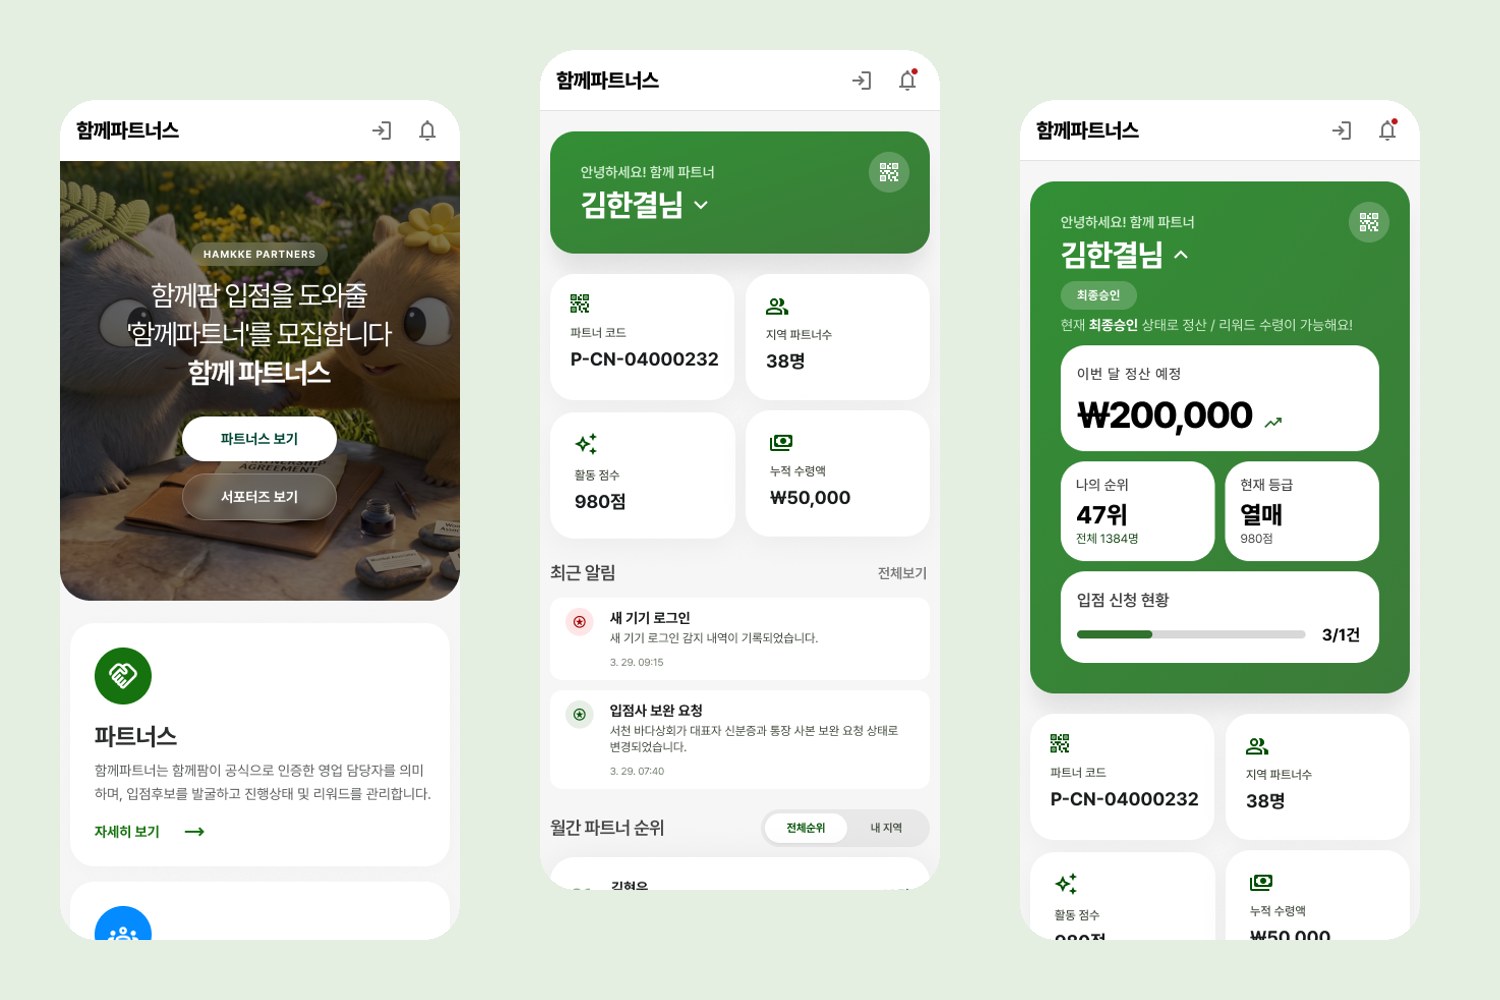 함께파트너스
HAMKKE PARTNERS
함께팜 입점을 도와줄
'함께파트너'를 모집합니다
함께 파트너스
파트너스 보기
AGREEMENT
서포터즈 보기
파트너스
함께파트너는 함께팜이 공식으로 인증한 영업 담당자를 의미
하며, 입점후보를 발굴하고 진행상태 및 리워드를 관리합니다.
자세히 보기
함께파트너스
안녕하세요! 함께 파트너
김한결님
파트너 코드
P-CN-04000232
지역 파트너수
38명
활동 점수
980점
누적 수령액
₩50,000
최근 알림
전체보기
새 기기 로그인
새 기기 로그인 감지 내역이 기록되었습니다.
3. 29. 09:15
입점사 보완 요청
서천 바다상회가 대표자 신분증과 통장 사본 보완 요청 상태로
변경되었습니다.
3. 29. 07:40
월간 파트너 순위
전체순위
내 지역
김현우
함께파트너스
안녕하세요! 함께 파트너
김한결님
최종승인
현재 최종승인 상태로 정산 / 리워드 수령이 가능해요!
이번 달 정산 예정
₩200,000
나의 순위
47위
전체 1384명
현재 등급
열매
980점
입점 신청 현황
3/1건
파트너 코드
P-CN-04000232
지역 파트너수
38명
활동 점수
980점
누적 수령액
₩50,000